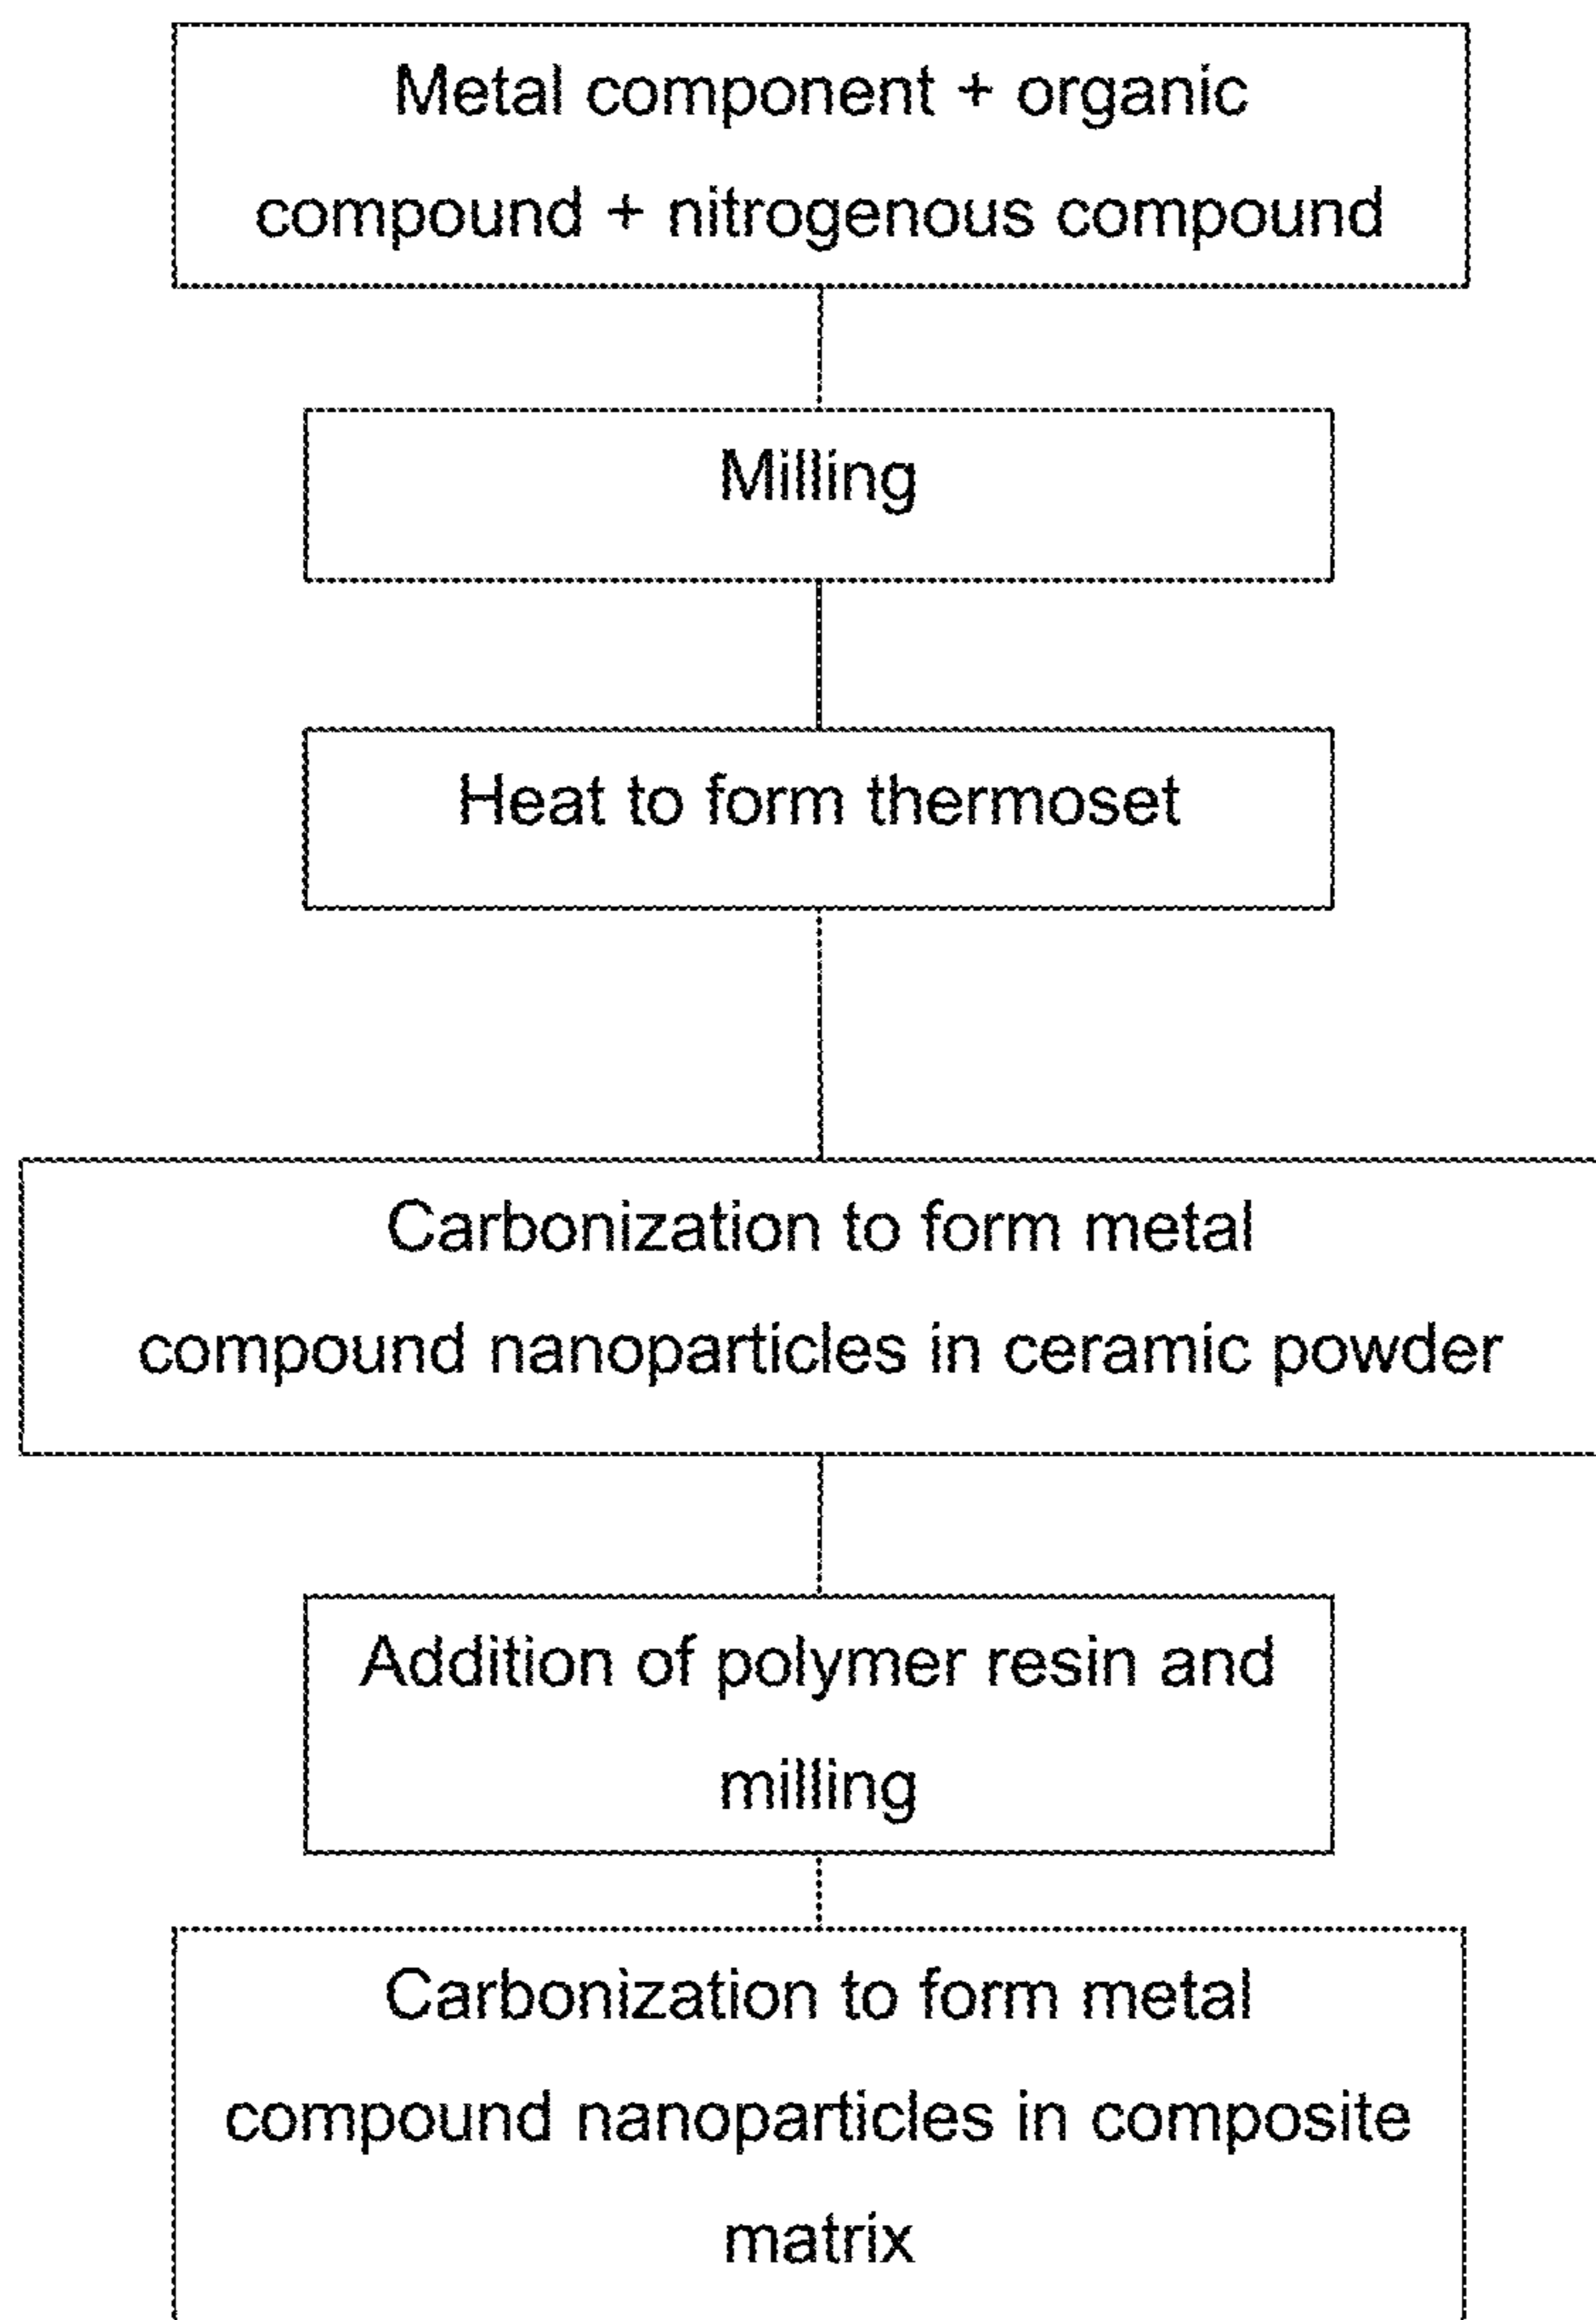 Metal component + organic
compound + nitrogenous compound
Milling
Heat to form thermoset
Carbonization to form metal
compound nanoparticles in ceramic powder
Addition of polymer resin and
milling
Carbonization to form metal
compound nanoparticles in composite
matrix